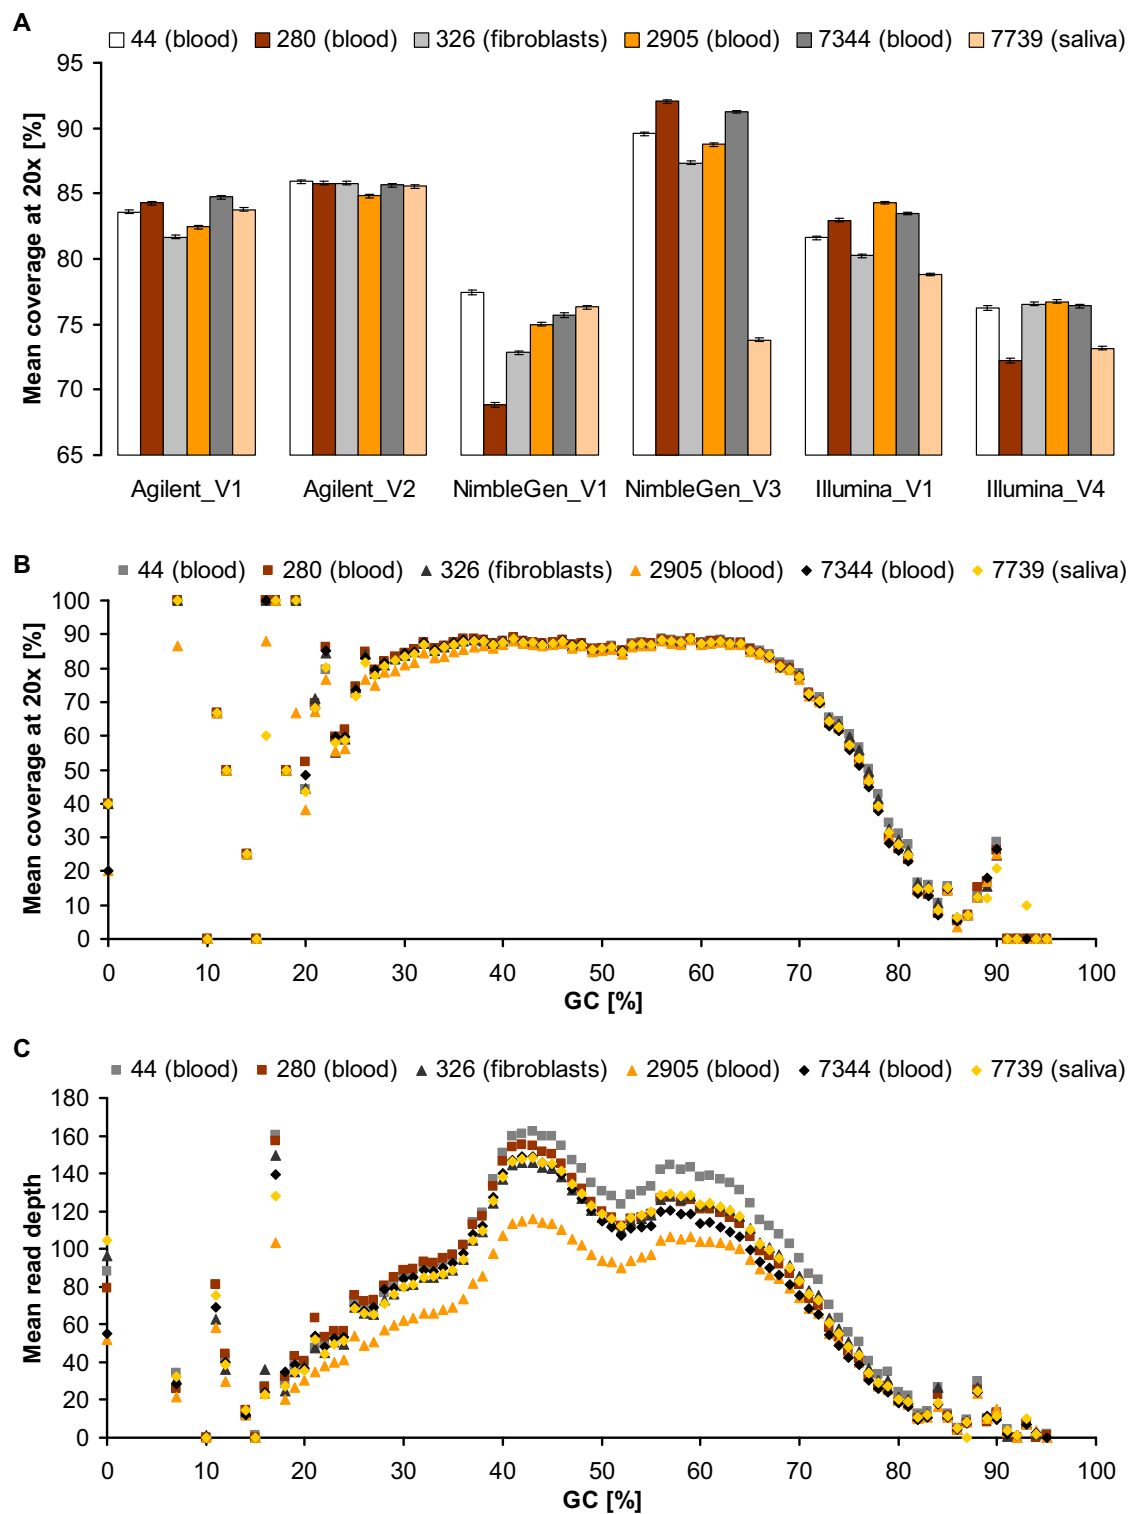 A
44 (blood) 280 (blood) 326 (fibroblasts) 2905 (blood) 7344 (blood) 7739 (saliva)
Mean coverage at 20x [%]
95
90
85
80
75
70
65
Agilent_V1 Agilent_V2 NimbleGen_V1 NimbleGen_V3 Illumina_V1 Illumina_V4
B
44 (blood) 280 (blood) 326 (fibroblasts) 2905 (blood) 7344 (blood) 7739 (saliva)
Mean coverage at 20x [%]
100
90
80
70
60
50
40
30
20
10
0
0 10 20 30 40 50 60 70 80 90 100
GC [%]
C
44 (blood) 280 (blood) 326 (fibroblasts) 2905 (blood) 7344 (blood) 7739 (saliva)
Mean read depth
180
160
140
120
100
80
60
40
20
0
0 10 20 30 40 50 60 70 80 90 100
GC [%]